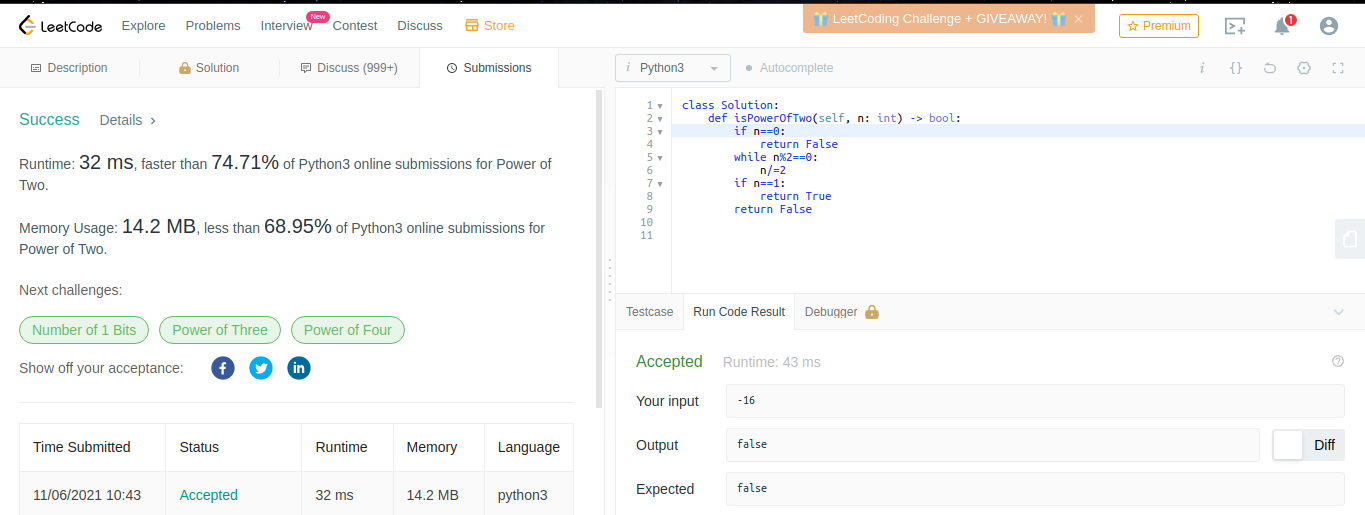 LeetCode Explore Problems Interview New Contest Discuss Store LeetCoding Challenge + GIVEAWAY! × Premium 1
Description Solution Discuss (999+) Submissions
Success Details >
Runtime: 32 ms, faster than 74.71% of Python3 online submissions for Power of
Two.
Memory Usage: 14.2 MB, less than 68.95% of Python3 online submissions for
Power of Two.
Next challenges:
Number of 1 Bits Power of Three Power of Four
Show off your acceptance: f in
Time Submitted Status Runtime Memory Language
11/06/2021 10:43 Accepted 32 ms 14.2 MB python3
i Python3 Autocomplete i {}
1 class Solution:
2 def isPowerOfTwo(self, n: int) -> bool:
3 if n==0:
4 return False
5 while n%2==0:
6 n/=2
7 if n==1:
8 return True
9 return False
10
11
Testcase Run Code Result Debugger
Accepted Runtime: 43 ms ?
Your input -16
Output false Diff
Expected false